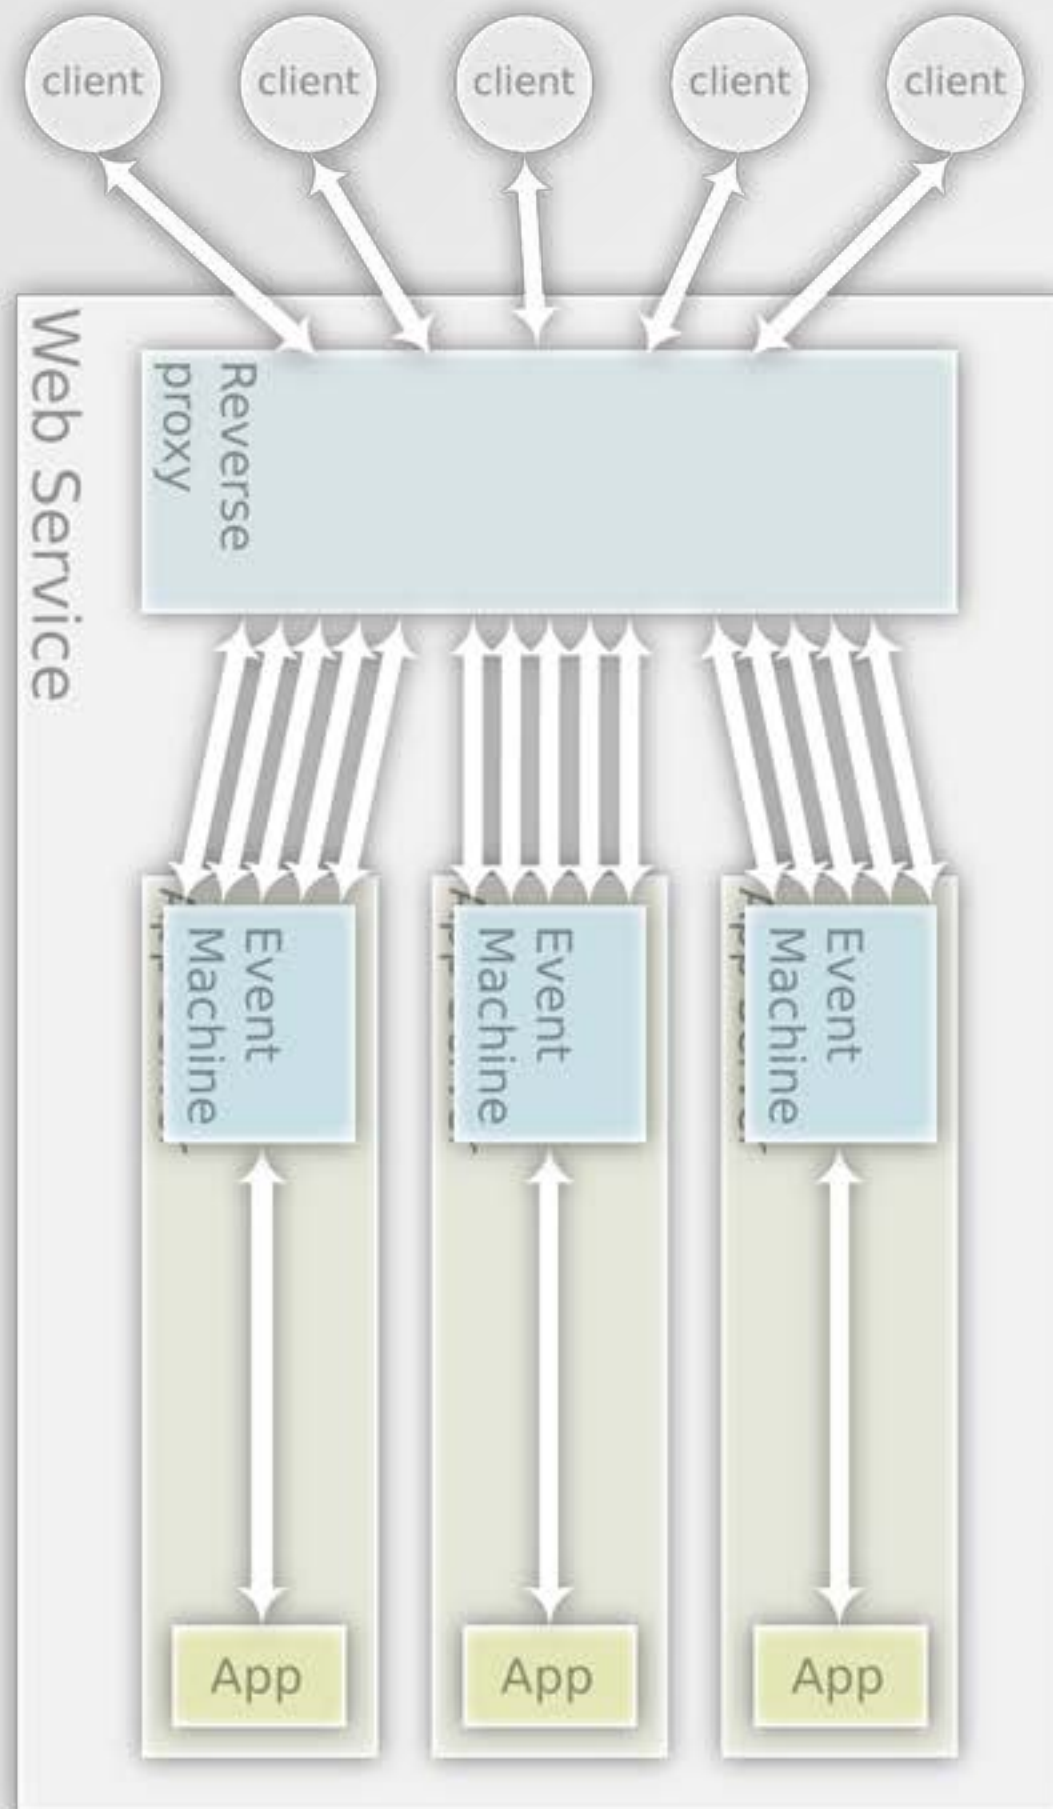 client
client
client
client
client
Web Service
Reverse
proxy
Event
Machine
Event
Machine
Event
Machine
App
App
App